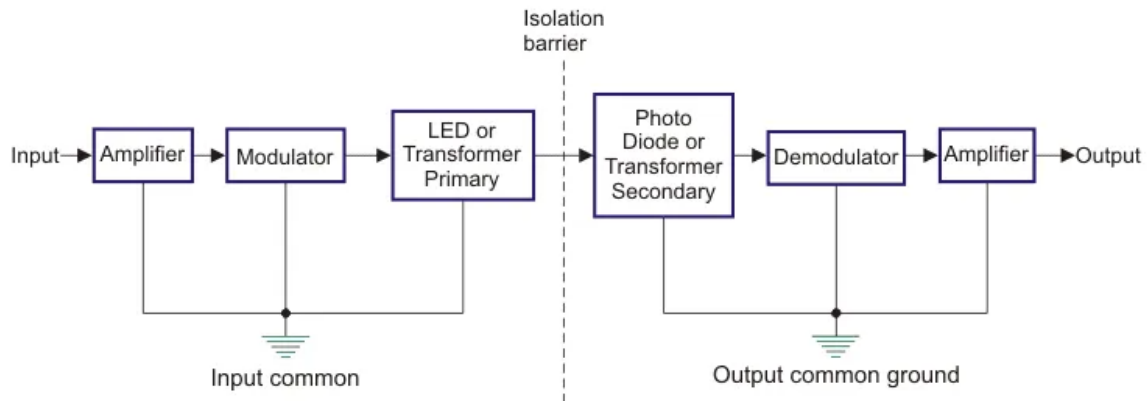 Isolation
barrier
Input
Amplifier
Modulator
LED or
Transformer
Primary
Photo
Diode or
Transformer
Secondary
Demodulator
Amplifier
Output
Input common
Output common ground